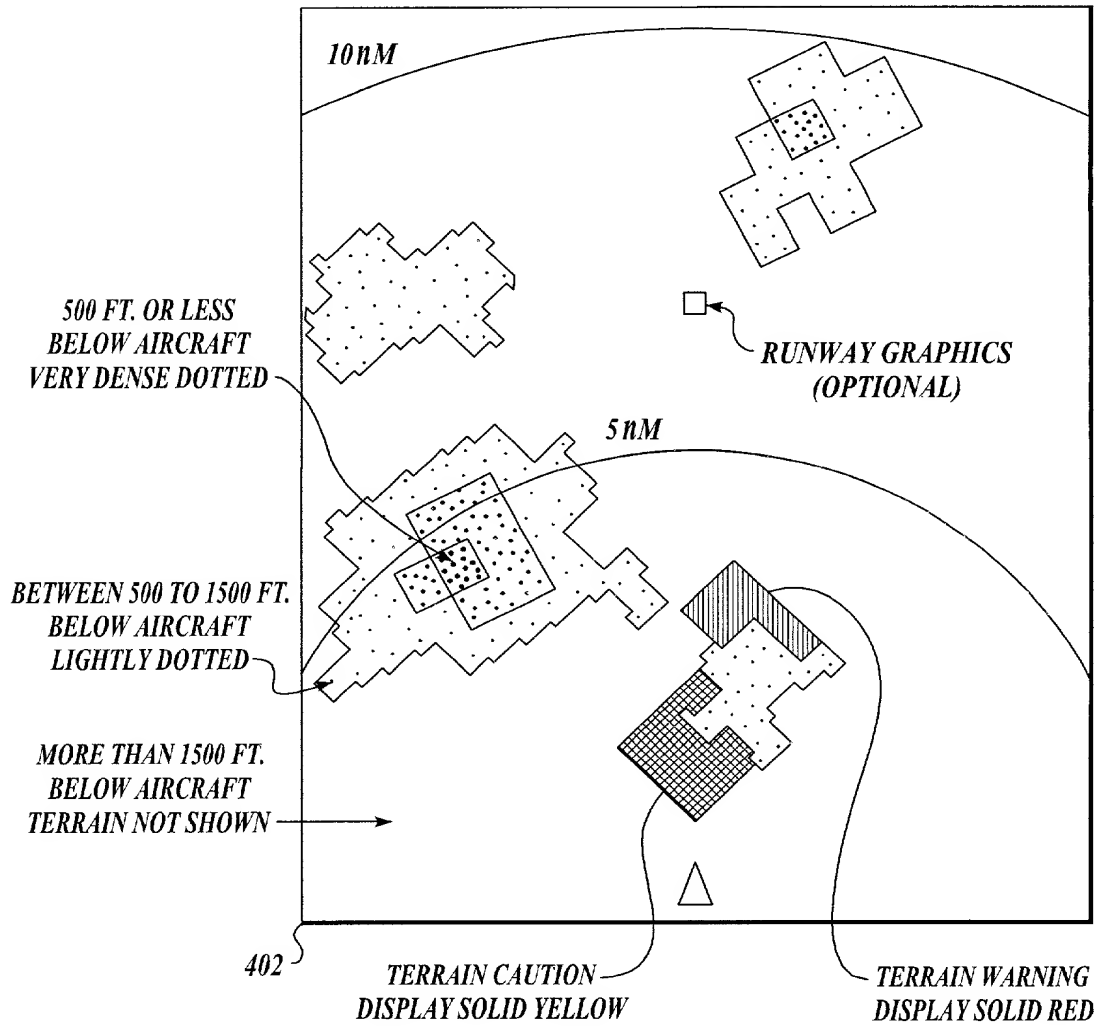 10nM
500 FT. OR LESS
BELOW AIRCRAFT
VERY DENSE DOTTED
RUNWAY GRAPHICS
(OPTIONAL)
5nM
BETWEEN 500 TO 1500 FT.
BELOW AIRCRAFT
LIGHTLY DOTTED
MORE THAN 1500 FT.
BELOW AIRCRAFT
TERRAIN NOT SHOWN
402
TERRAIN CAUTION
DISPLAY SOLID YELLOW
TERRAIN WARNING
DISPLAY SOLID RED